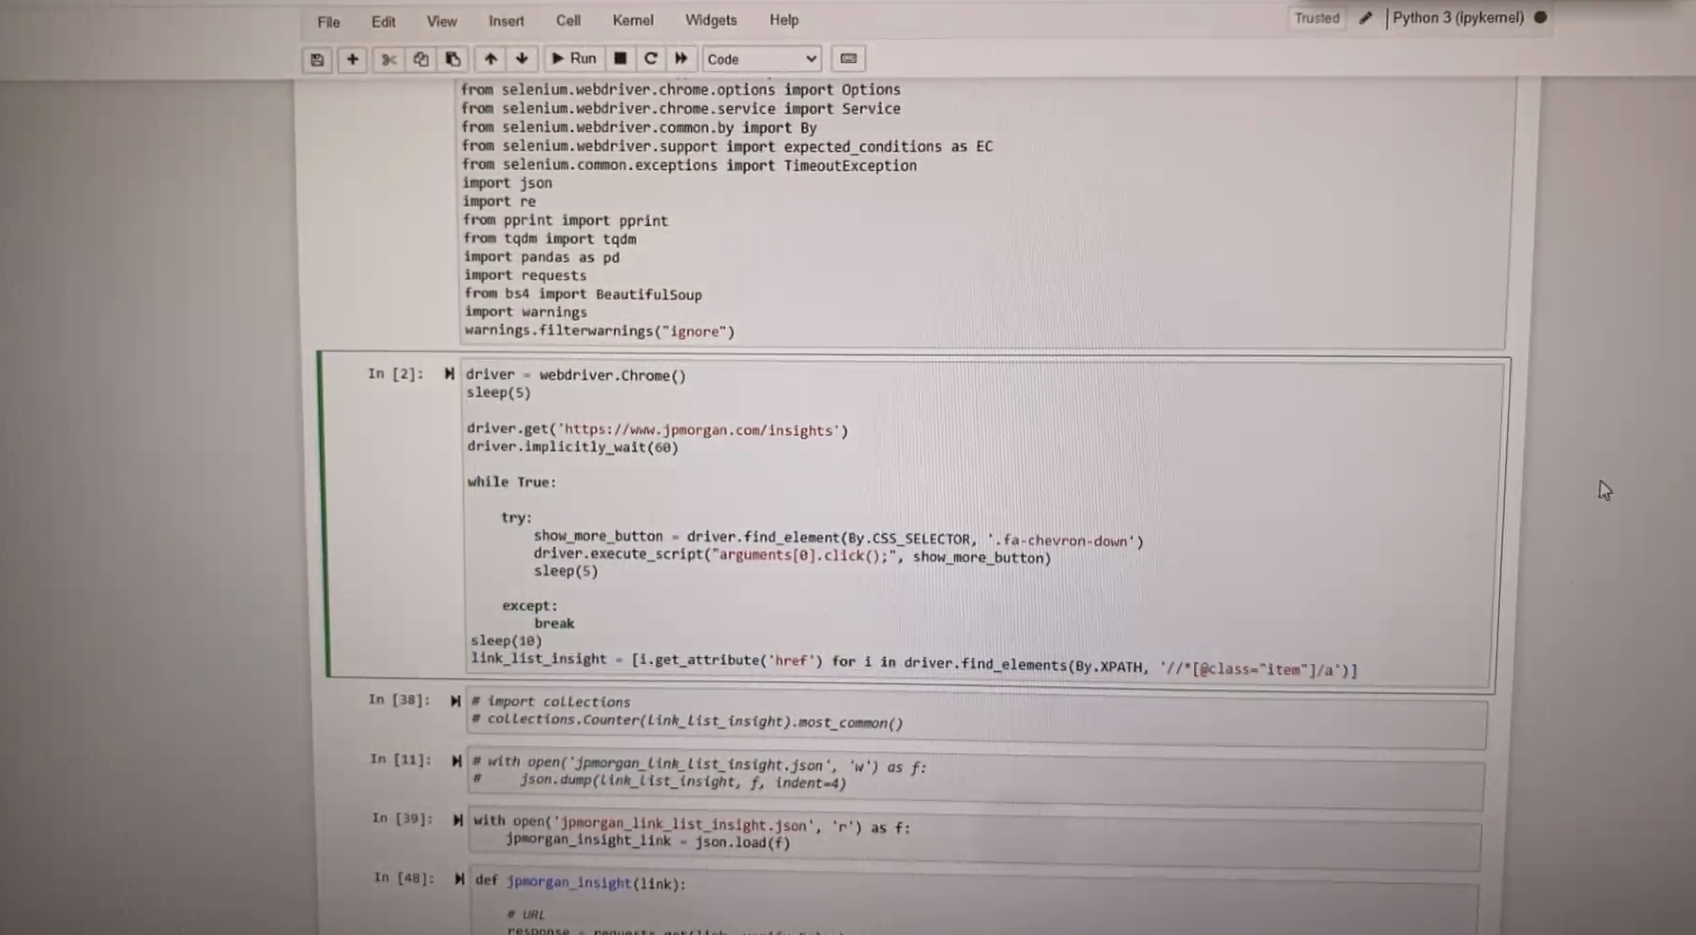 File Edit View Insert Cell Kernel Widgets Help
Trusted Python 3 (ipykernel)
Run Code
from selenium.webdriver.chrome.options import Options
from selenium.webdriver.chrome.service import Service
from selenium.webdriver.common.by import By
from selenium.webdriver.support import expected_conditions as EC
from selenium.common.exceptions import TimeoutException
import json
import re
from pprint import pprint
from tqdm import tqdm
import pandas as pd
import requests
from bs4 import BeautifulSoup
import warnings
warnings.filterwarnings("ignore")
In [2]: driver = webdriver.Chrome()
sleep(5)
driver.get('https://www.jpmorgan.com/insights')
driver.implicitly_wait(60)
while True:
try:
show_more_button = driver.find_element(By.CSS_SELECTOR, '.fa-chevron-down')
driver.execute_script("arguments[0].click();", show_more_button)
sleep(5)
except:
break
sleep(10)
link_list_insight = [i.get_attribute('href') for i in driver.find_elements(By.XPATH, '//*[@class="item"]/a')]
In [38]: # import collections
# collections.Counter(link_list_insight).most_common()
In [11]: # with open('jpmorgan_link_list_insight.json', 'w') as f:
# json.dump(link_list_insight, f, indent=4)
In [39]: with open('jpmorgan_link_list_insight.json', 'r') as f:
jpmorgan_insight_link = json.load(f)
In [48]: def jpmorgan_insight(link):
# URL